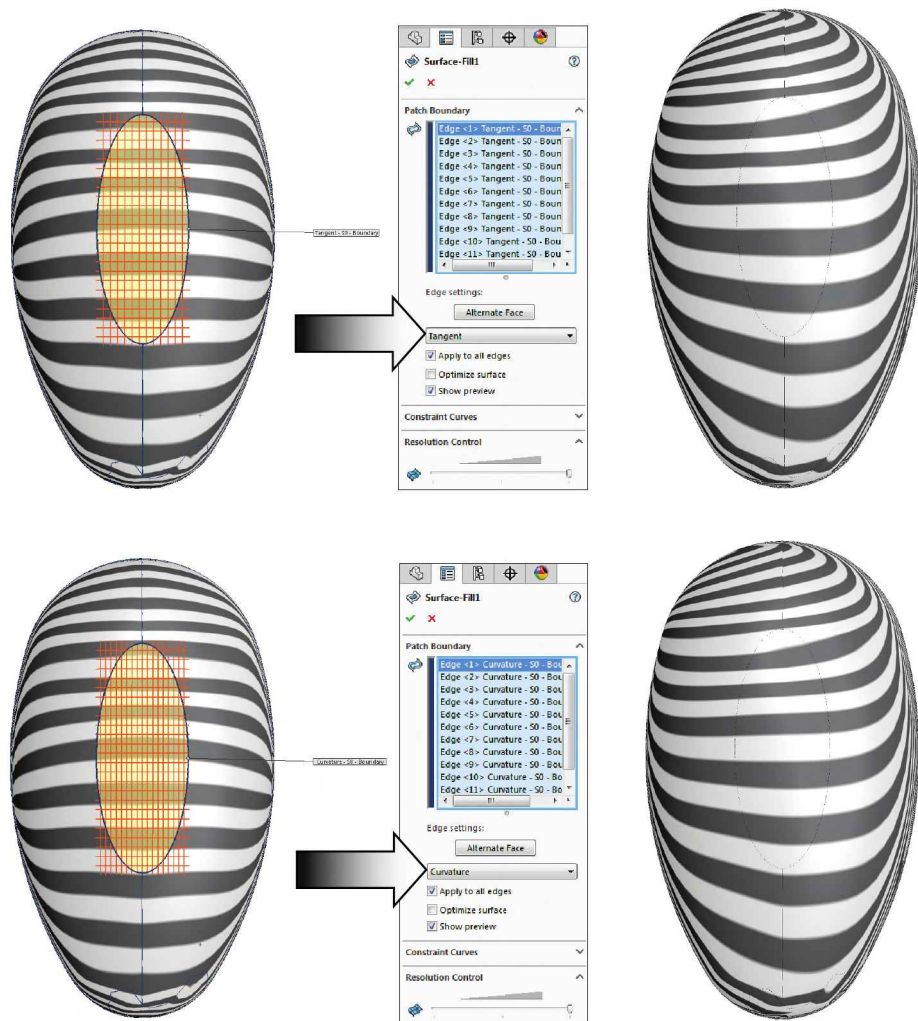 Surface-Fill1
Patch Boundary
Edge <1> Tangent - S0 - Boun
Edge <2> Tangent - S0 - Boun
Edge <3> Tangent - S0 - Boun
Edge <4> Tangent - S0 - Boun
Edge <5> Tangent - S0 - Boun
Edge <6> Tangent - S0 - Boun
Edge <7> Tangent - S0 - Boun
Edge <8> Tangent - S0 - Boun
Edge <9> Tangent - S0 - Boun
Edge <10> Tangent - S0 - Bou
Edge <11> Tangent - S0 - Bou
Tangent - S0 - Boundary
Edge settings:
Alternate Face
Tangent
Apply to all edges
Optimize surface
Show preview
Constraint Curves
Resolution Control
Surface-Fill1
Patch Boundary
Edge <1> Curvature - S0 - Bou
Edge <2> Curvature - S0 - Bou
Edge <3> Curvature - S0 - Bou
Edge <4> Curvature - S0 - Bou
Edge <5> Curvature - S0 - Bou
Edge <6> Curvature - S0 - Bou
Edge <7> Curvature - S0 - Bou
Edge <8> Curvature - S0 - Bou
Edge <9> Curvature - S0 - Bou
Edge <10> Curvature - S0 - Bo
Edge <11> Curvature - S0 - Bo
Curvature - S0 - Boundary
Edge settings:
Alternate Face
Curvature
Apply to all edges
Optimize surface
Show preview
Constraint Curves
Resolution Control